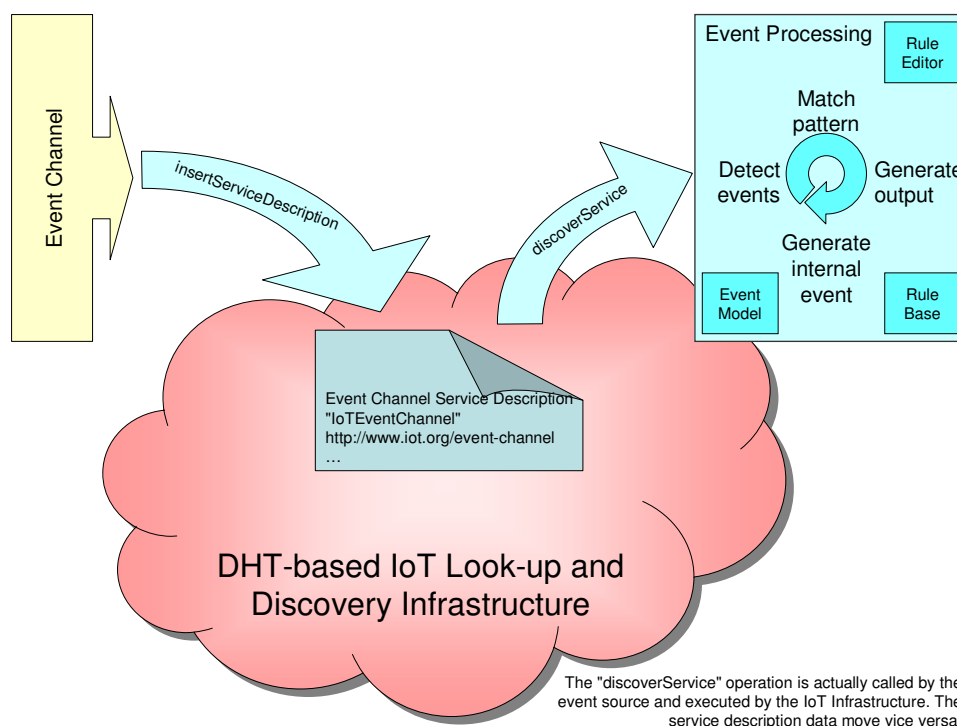 Event Channel
insertServiceDescription
discoverService
Event Processing
Rule
Editor
Match
pattern
Detect
events
Generate
output
Generate
internal
event
Event
Model
Rule
Base
Event Channel Service Description
"IoTEventChannel"
http://www.iot.org/event-channel
…
DHT-based IoT Look-up and
Discovery Infrastructure
The "discoverService" operation is actually called by the
event source and executed by the IoT Infrastructure. The
service description data move vice versa